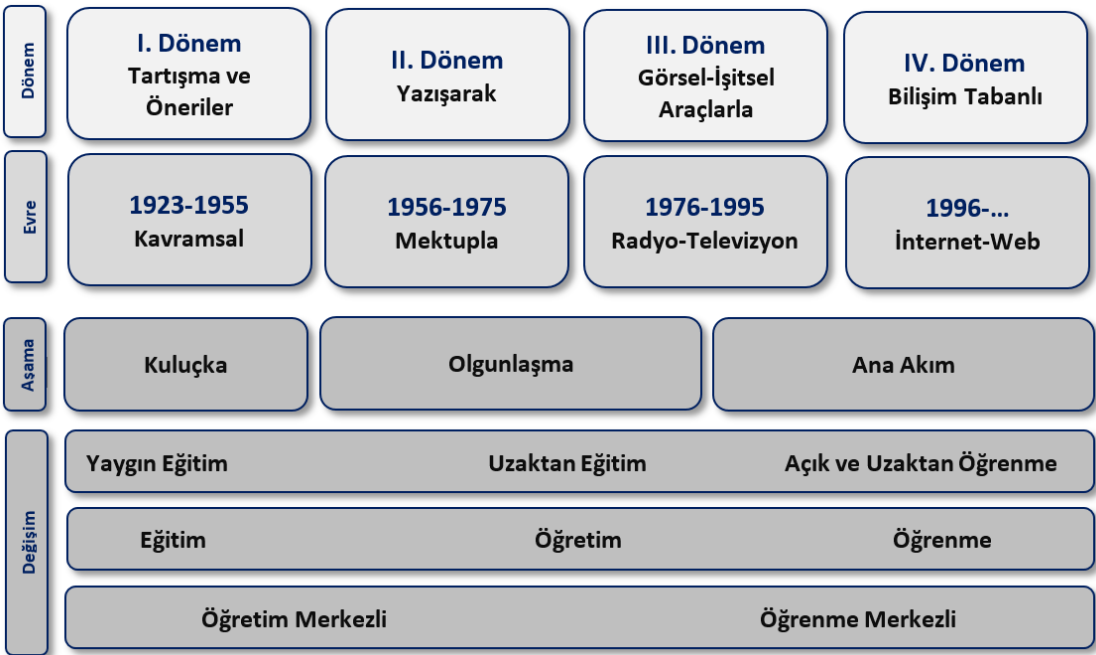 Dönem
I. Dönem
Tartışma ve
Öneriler
II. Dönem
Yazışarak
III. Dönem
Görsel-İşitsel
Araçlarla
IV. Dönem
Bilişim Tabanlı
Evre
1923-1955
Kavramsal
1956-1975
Mektupla
1976-1995
Radyo-Televizyon
1996-...
İnternet-Web
Aşama
Kuluçka
Olgunlaşma
Ana Akım
Değişim
Yaygın Eğitim
Uzaktan Eğitim
Açık ve Uzaktan Öğrenme
Eğitim
Öğretim
Öğrenme
Öğretim Merkezli
Öğrenme Merkezli